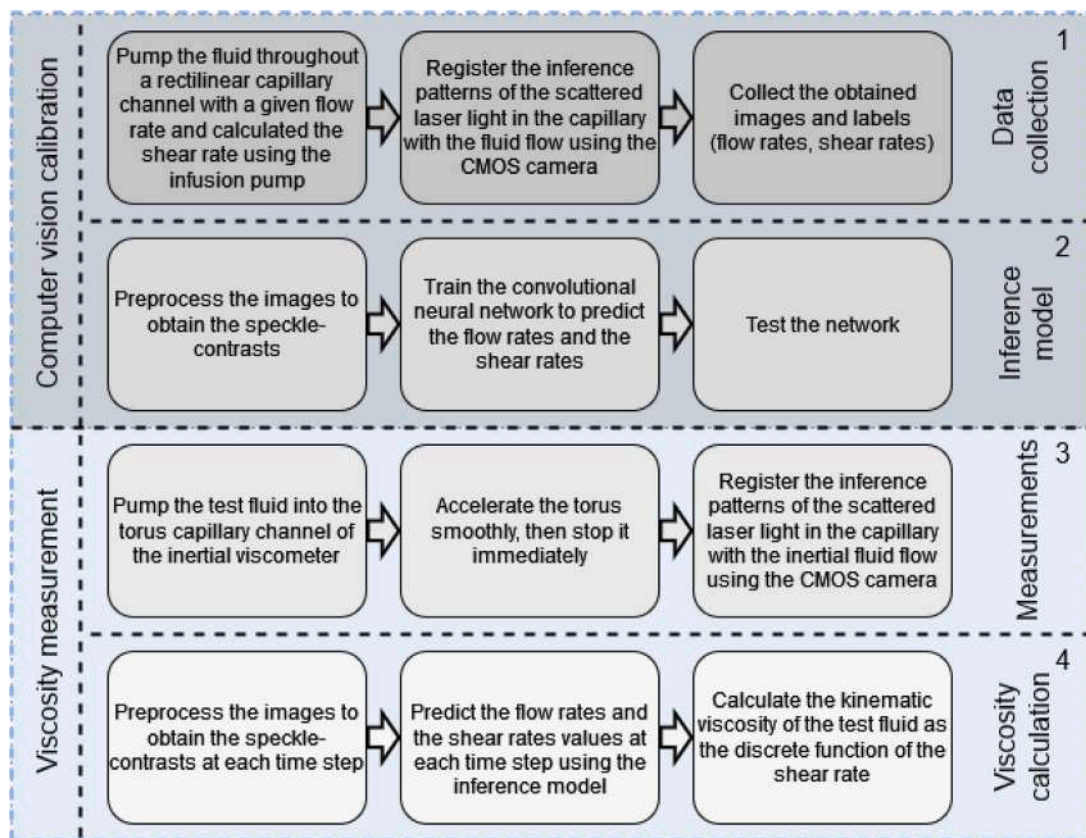 Computer vision calibration
Pump the fluid throughout
a rectilinear capillary
channel with a given flow
rate and calculated the
shear rate using the
infusion pump
Register the inference
patterns of the scattered
laser light in the capillary
with the fluid flow using the
CMOS camera
Collect the obtained
images and labels
(flow rates, shear rates)
1
Data
collection
Preprocess the images to
obtain the speckle-
contrasts
Train the convolutional
neural network to predict
the flow rates and the
shear rates
Test the network
2
Inference
model
Viscosity measurement
Pump the test fluid into the
torus capillary channel of
the inertial viscometer
Accelerate the torus
smoothly, then stop it
immediately
Register the inference
patterns of the scattered
laser light in the capillary
with the inertial fluid flow
using the CMOS camera
3
Measurements
Preprocess the images to
obtain the speckle-
contrasts at each time step
Predict the flow rates and
the shear rates values at
each time step using the
inference model
Calculate the kinematic
viscosity of the test fluid as
the discrete function of the
shear rate
4
Viscosity
calculation